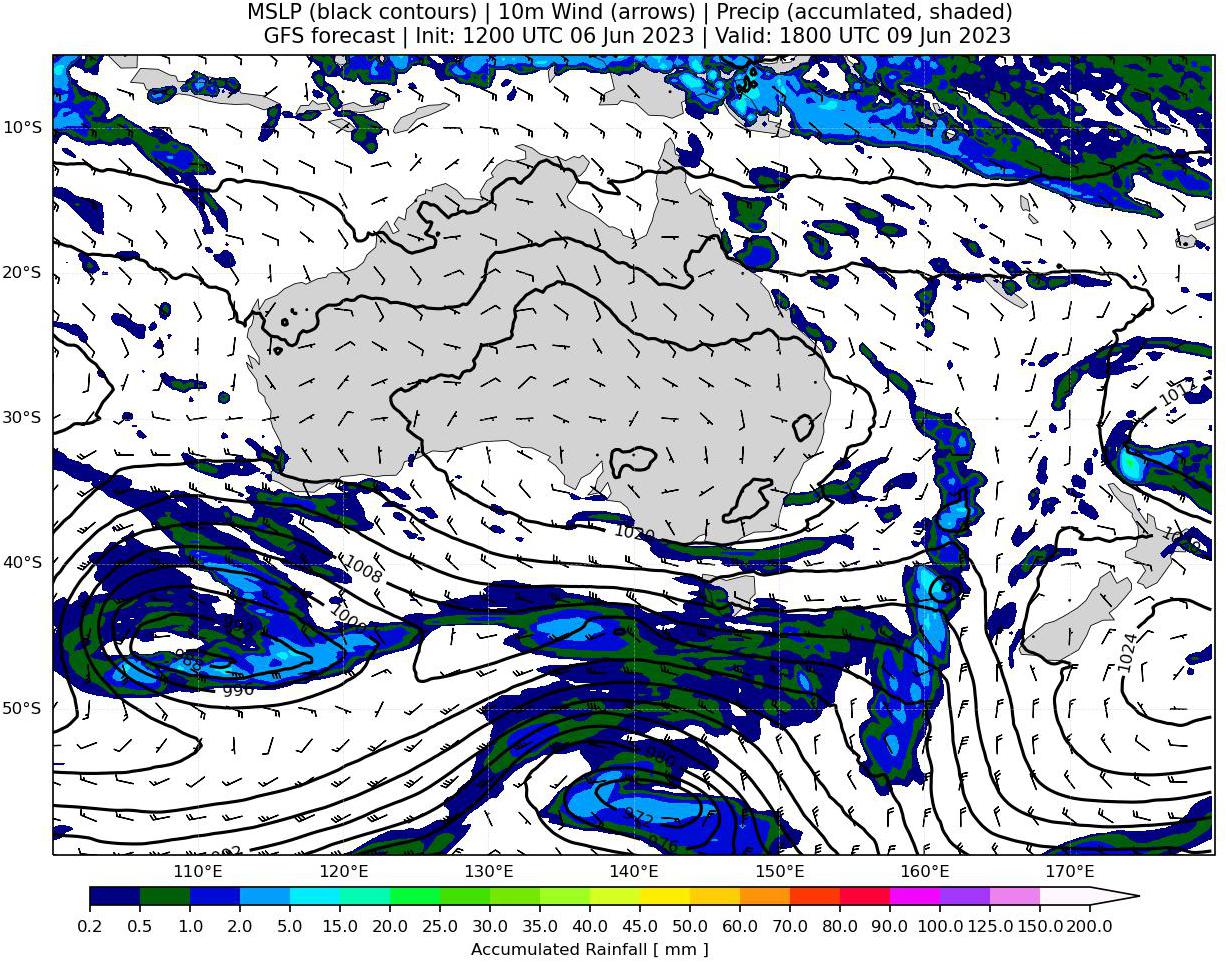 MSLP (black contours) | 10m Wind (arrows) | Precip (accumlated, shaded)
GFS forecast | Init: 1200 UTC 06 Jun 2023 | Valid: 1800 UTC 09 Jun 2023
10°S
20°S
1012
30°S
1020
40°S
1008
1000
1024
996
50°S
972
976
110°E 120°E 130°E 140°E 150°E 160°E 170°E
0.2 0.5 1.0 2.0 5.0 10.0 15.0 20.0 25.0 30.0 35.0 40.0 45.0 50.0 60.0 70.0 80.0 90.0 100.0 125.0 150.0 200.0
Accumulated Rainfall [ mm ]